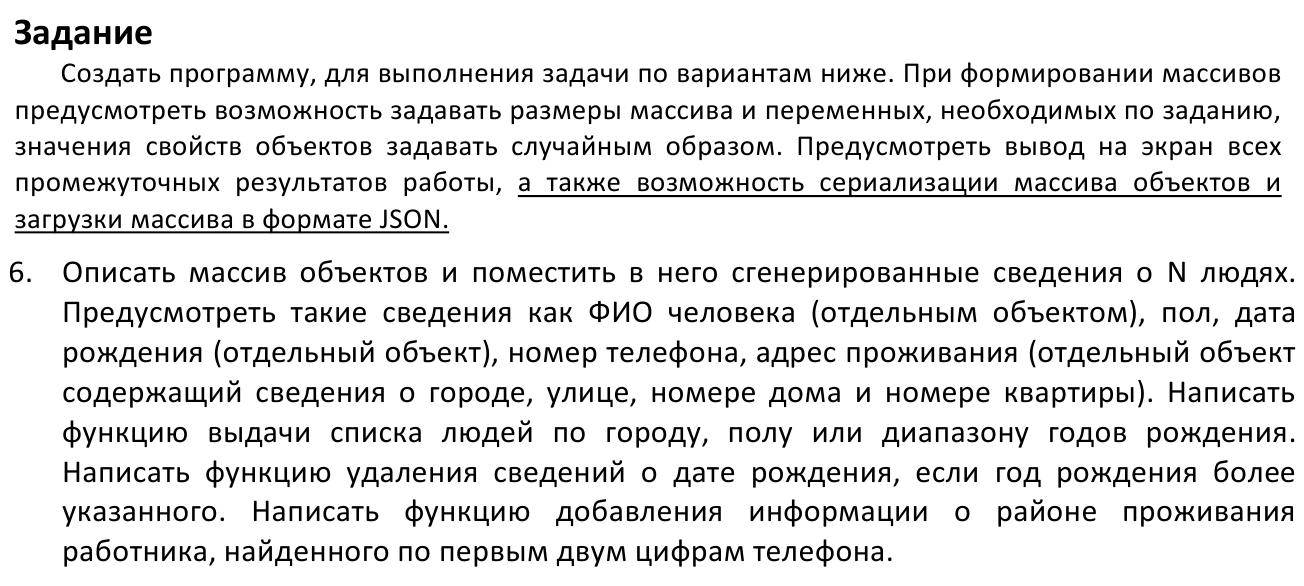 Задание
Создать программу, для выполнения задачи по вариантам ниже. При формировании массивов
предусмотреть возможность задавать размеры массива и переменных, необходимых по заданию,
значения свойств объектов задавать случайным образом. Предусмотреть вывод на экран всех
промежуточных результатов работы, а также возможность сериализации массива объектов и
загрузки массива в формате JSON.
6. Описать массив объектов и поместить в него сгенерированные сведения о N людях.
Предусмотреть такие сведения как ФИО человека (отдельным объектом), пол, дата
рождения (отдельный объект), номер телефона, адрес проживания (отдельный объект
содержащий сведения о городе, улице, номере дома и номере квартиры). Написать
функцию выдачи списка людей по городу, полу или диапазону годов рождения.
Написать функцию удаления сведений о дате рождения, если год рождения более
указанного. Написать функцию добавления информации о районе проживания
работника, найденного по первым двум цифрам телефона.